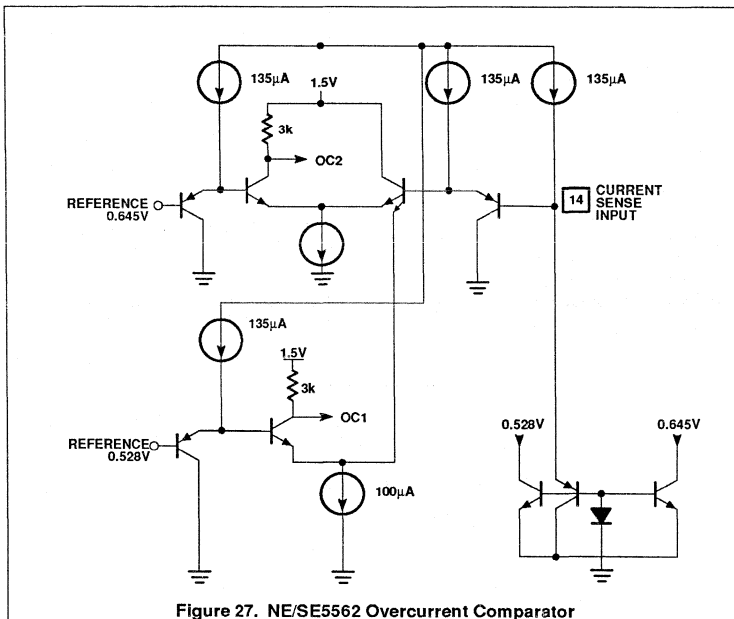 135µA
1.5V
135µA
135µA
3k
OC2
REFERENCE
0.645V
14
CURRENT
SENSE
INPUT
135µA
1.5V
3k
OC1
0.528V
0.645V
REFERENCE
0.528V
100µA
Figure 27. NE/SE5562 Overcurrent Comparator